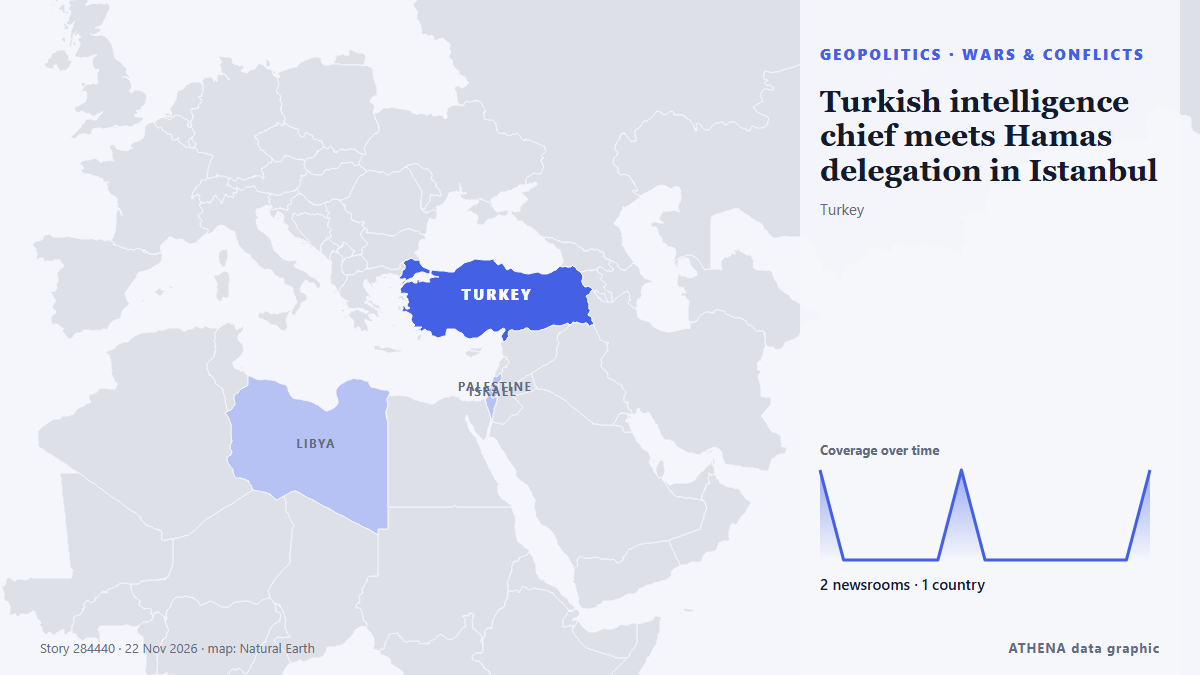 GEOPOLITICS · WARS & CONFLICTS
Turkish intelligence
chief meets Hamas
delegation in Istanbul
Turkey
TURKEY
PALESTINE
ISRAEL
LIBYA
Coverage over time
2 newsrooms · 1 country
Story 284440 · 22 Nov 2026 · map: Natural Earth
ATHENA data graphic